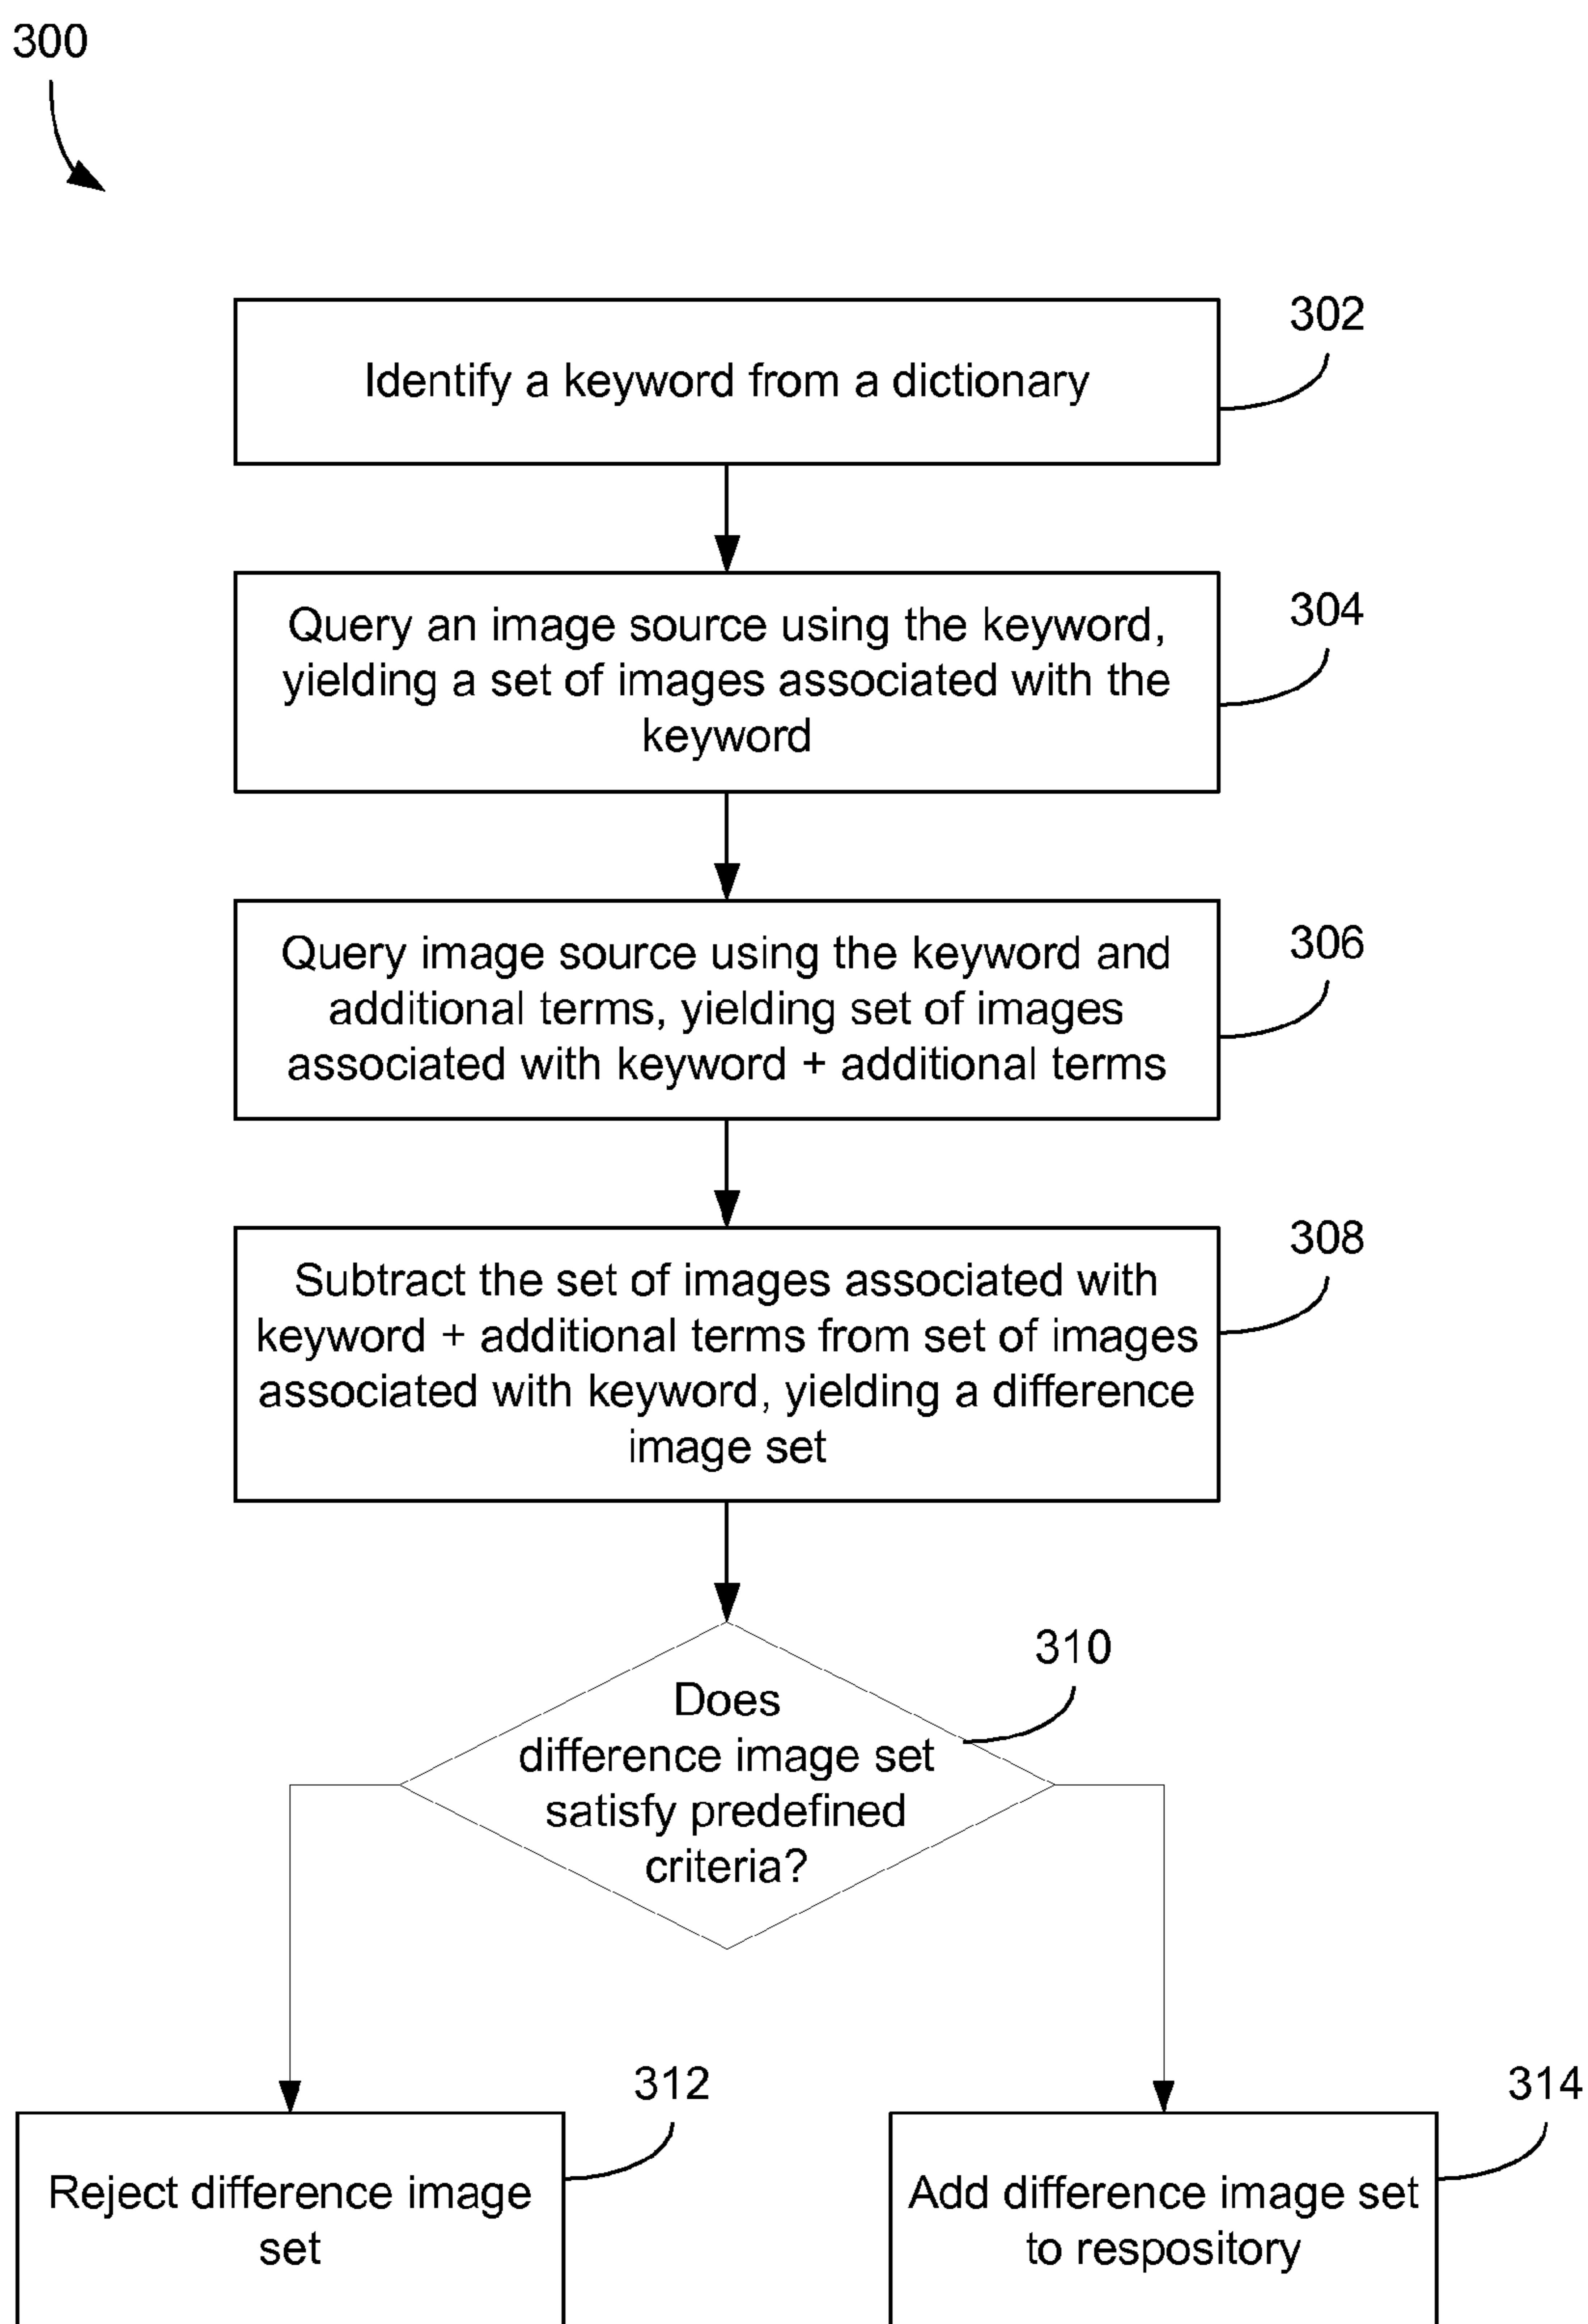 300
302
Identify a keyword from a dictionary
304
Query an image source using the keyword,
yielding a set of images associated with the
keyword
306
Query image source using the keyword and
additional terms, yielding set of images
associated with keyword + additional terms
308
Subtract the set of images associated with
keyword + additional terms from set of images
associated with keyword, yielding a difference
image set
310
Does
difference image set
satisfy predefined
criteria?
312
Reject difference image
set
314
Add difference image set
to respository